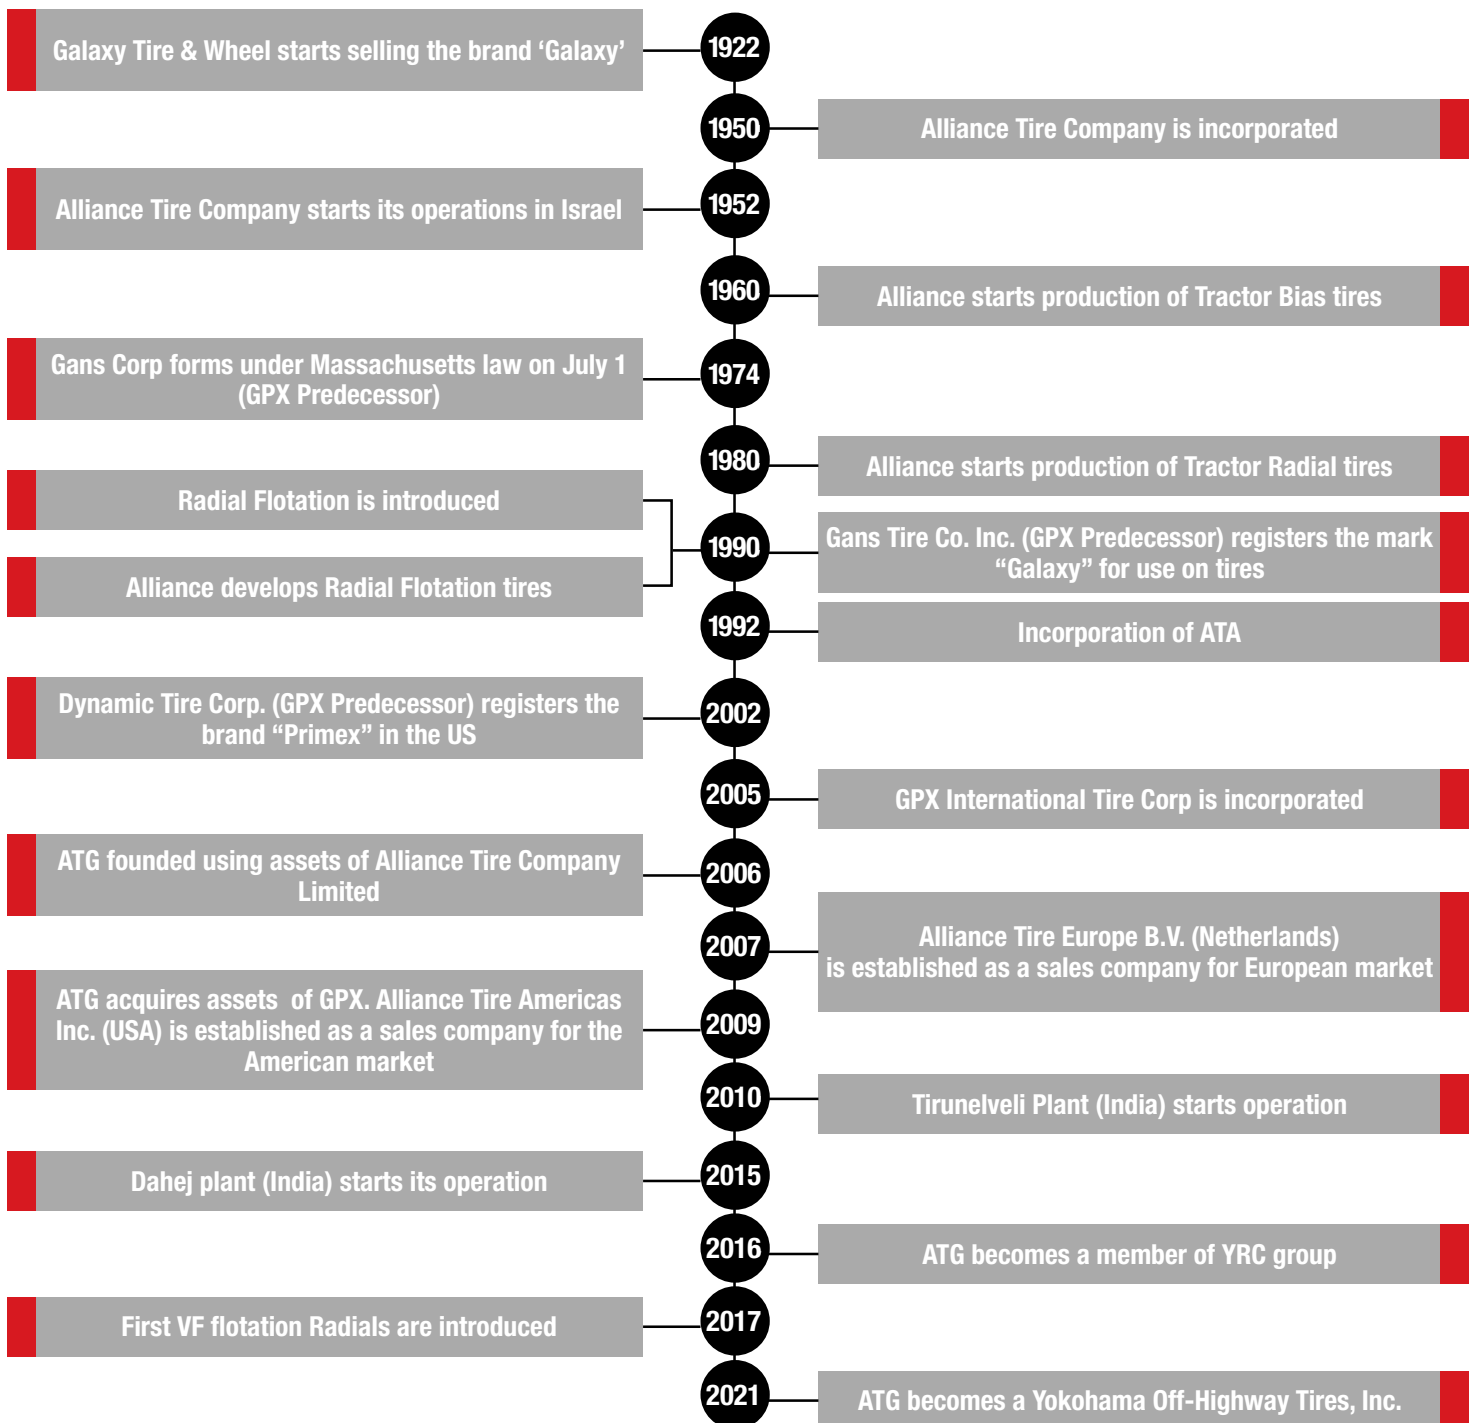 Galaxy Tire & Wheel starts selling the brand ‘Galaxy’
1922
1950
Alliance Tire Company is incorporated
Alliance Tire Company starts its operations in Israel
1952
1960
Alliance starts production of Tractor Bias tires
Gans Corp forms under Massachusetts law on July 1
(GPX Predecessor)
1974
1980
Alliance starts production of Tractor Radial tires
Radial Flotation is introduced
Alliance develops Radial Flotation tires
1990
Gans Tire Co. Inc. (GPX Predecessor) registers the mark
“Galaxy” for use on tires
1992
Incorporation of ATA
Dynamic Tire Corp. (GPX Predecessor) registers the
brand “Primex” in the US
2002
2005
GPX International Tire Corp is incorporated
ATG founded using assets of Alliance Tire Company
Limited
2006
2007
Alliance Tire Europe B.V. (Netherlands)
is established as a sales company for European market
ATG acquires assets of GPX. Alliance Tire Americas
Inc. (USA) is established as a sales company for the
American market
2009
2010
Tirunelveli Plant (India) starts operation
Dahej plant (India) starts its operation
2015
2016
ATG becomes a member of YRC group
First VF flotation Radials are introduced
2017
2021
ATG becomes a Yokohama Off-Highway Tires, Inc.